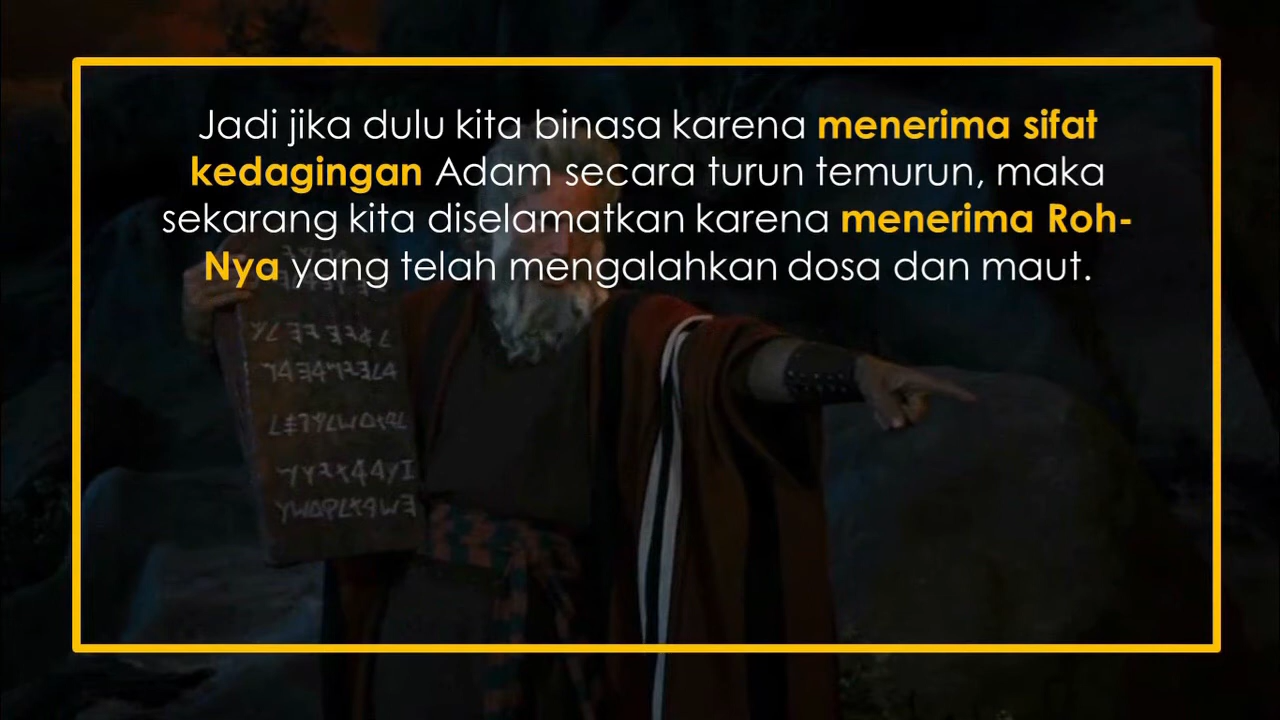 Jadi jika dulu kita binasa karena menerima sifat
kedagingan Adam secara turun temurun, maka
sekarang kita diselamatkan karena menerima Roh-
Nya yang telah mengalahkan dosa dan maut.